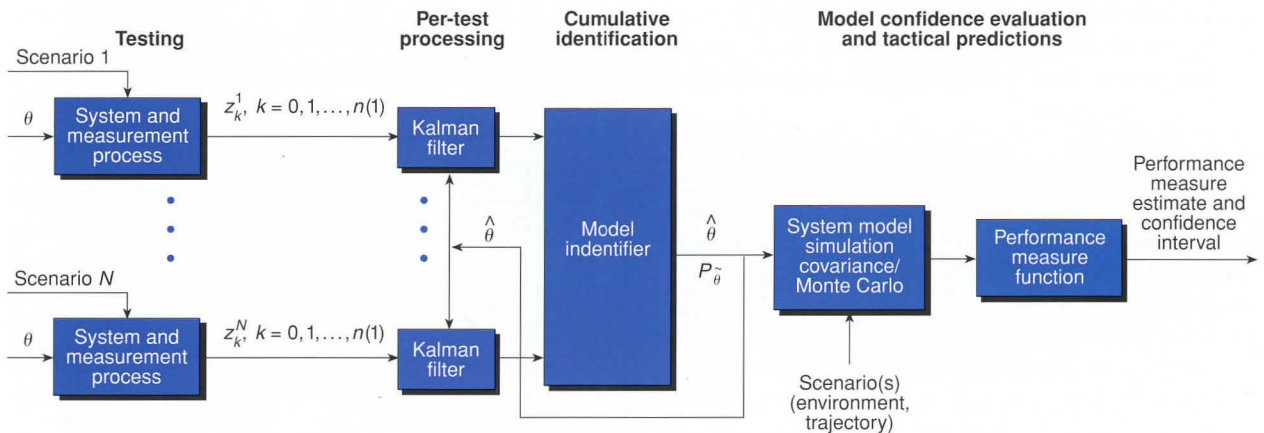 Testing
Per-test
processing
Cumulative
identification
Model confidence evaluation
and tactical predictions
Scenario 1
θ
System and
measurement
process
z_k^1, k = 0, 1, . . . , n(1)
Kalman
filter
θ̂
Model
indentifier
θ̂
P_θ̃
System model
simulation
covariance/
Monte Carlo
Performance
measure
function
Performance
measure
estimate and
confidence
interval
Scenario N
θ
System and
measurement
process
z_k^N, k = 0, 1, . . . , n(1)
Kalman
filter
Scenario(s)
(environment,
trajectory)